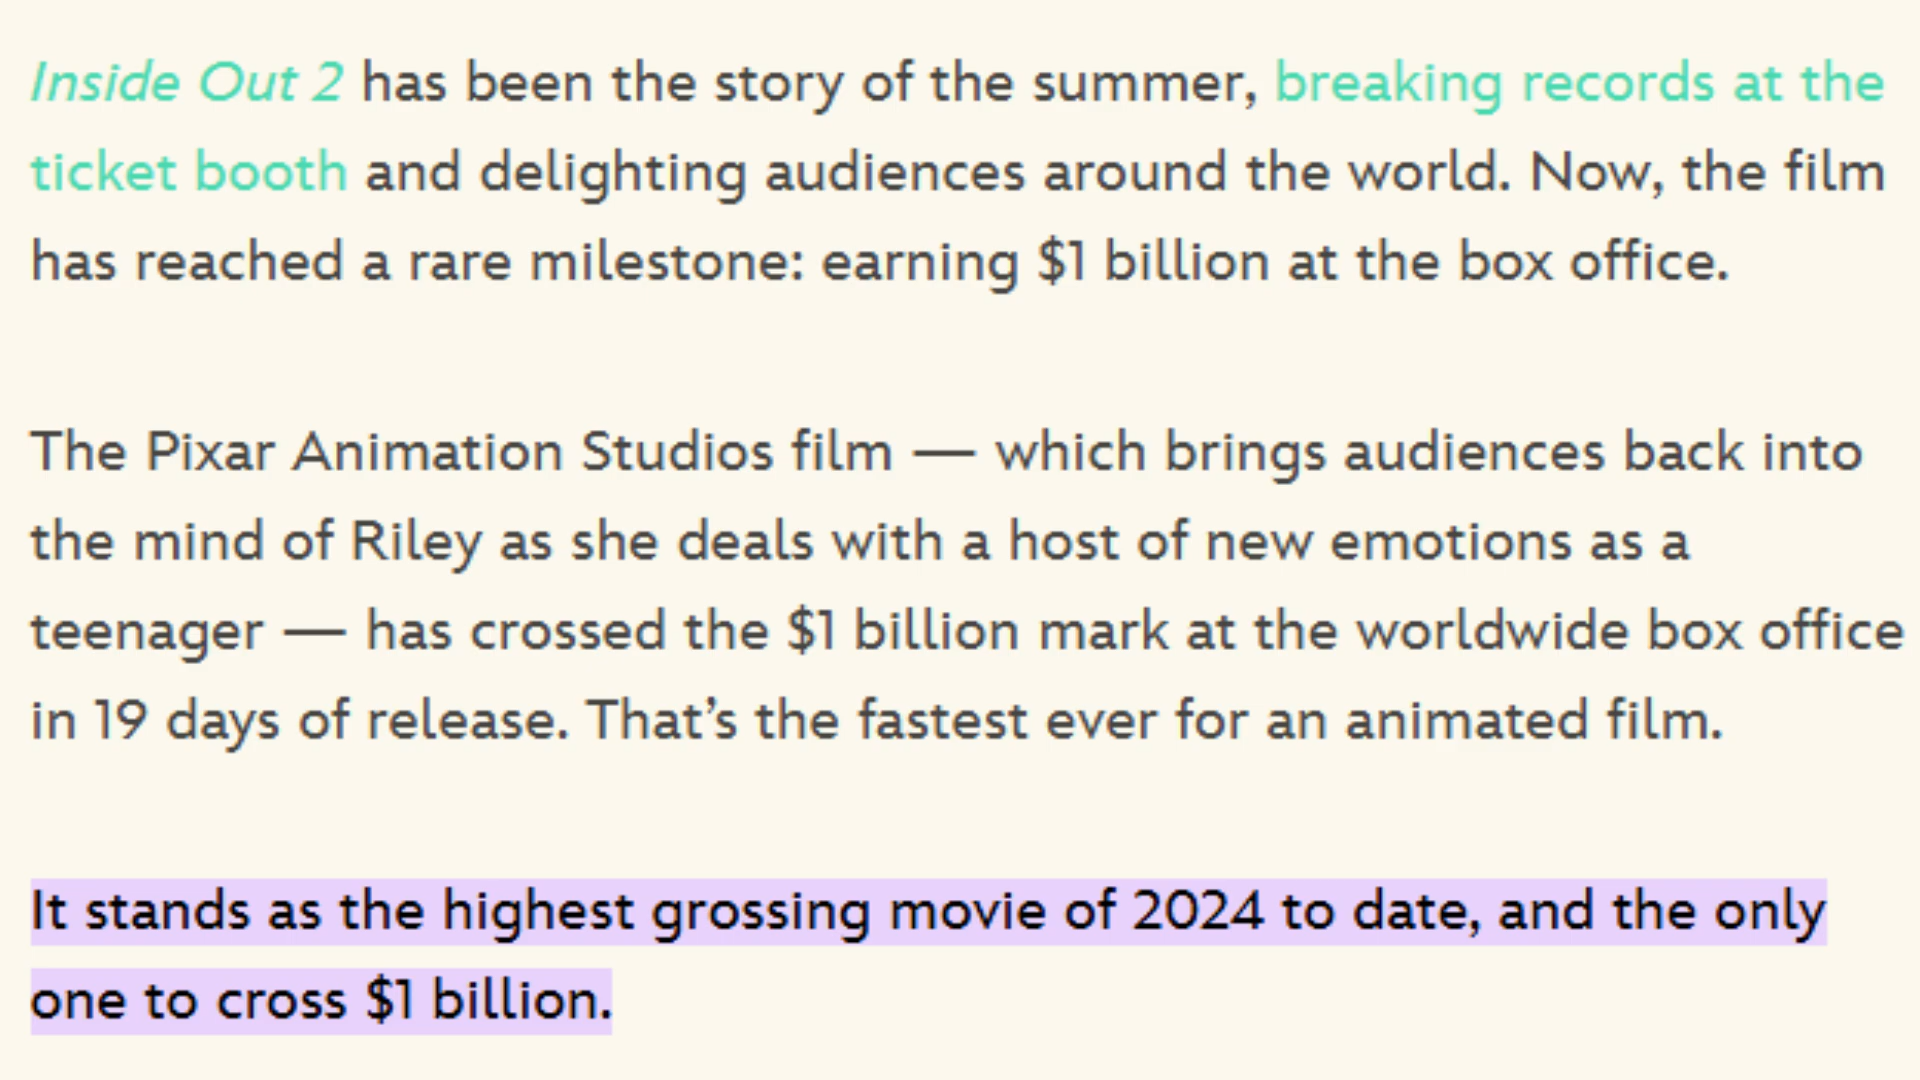 Inside Out 2 has been the story of the summer, breaking records at the
ticket booth and delighting audiences around the world. Now, the film
has reached a rare milestone: earning $1 billion at the box office.
The Pixar Animation Studios film — which brings audiences back into
the mind of Riley as she deals with a host of new emotions as a
teenager — has crossed the $1 billion mark at the worldwide box office
in 19 days of release. That’s the fastest ever for an animated film.
It stands as the highest grossing movie of 2024 to date, and the only
one to cross $1 billion.